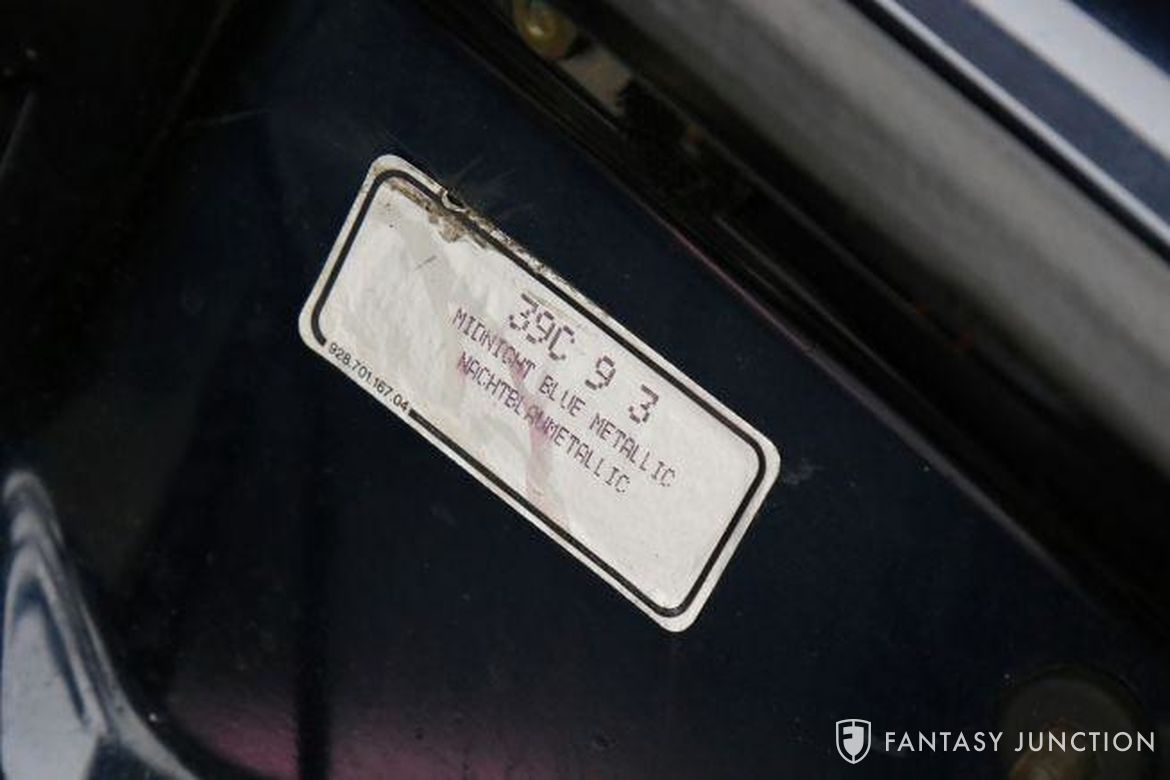 39C 9 3
MIDNIGHT BLUE METALLIC
NACHTBLAUMETALLIC
928.701.167.04
FANTASY JUNCTION